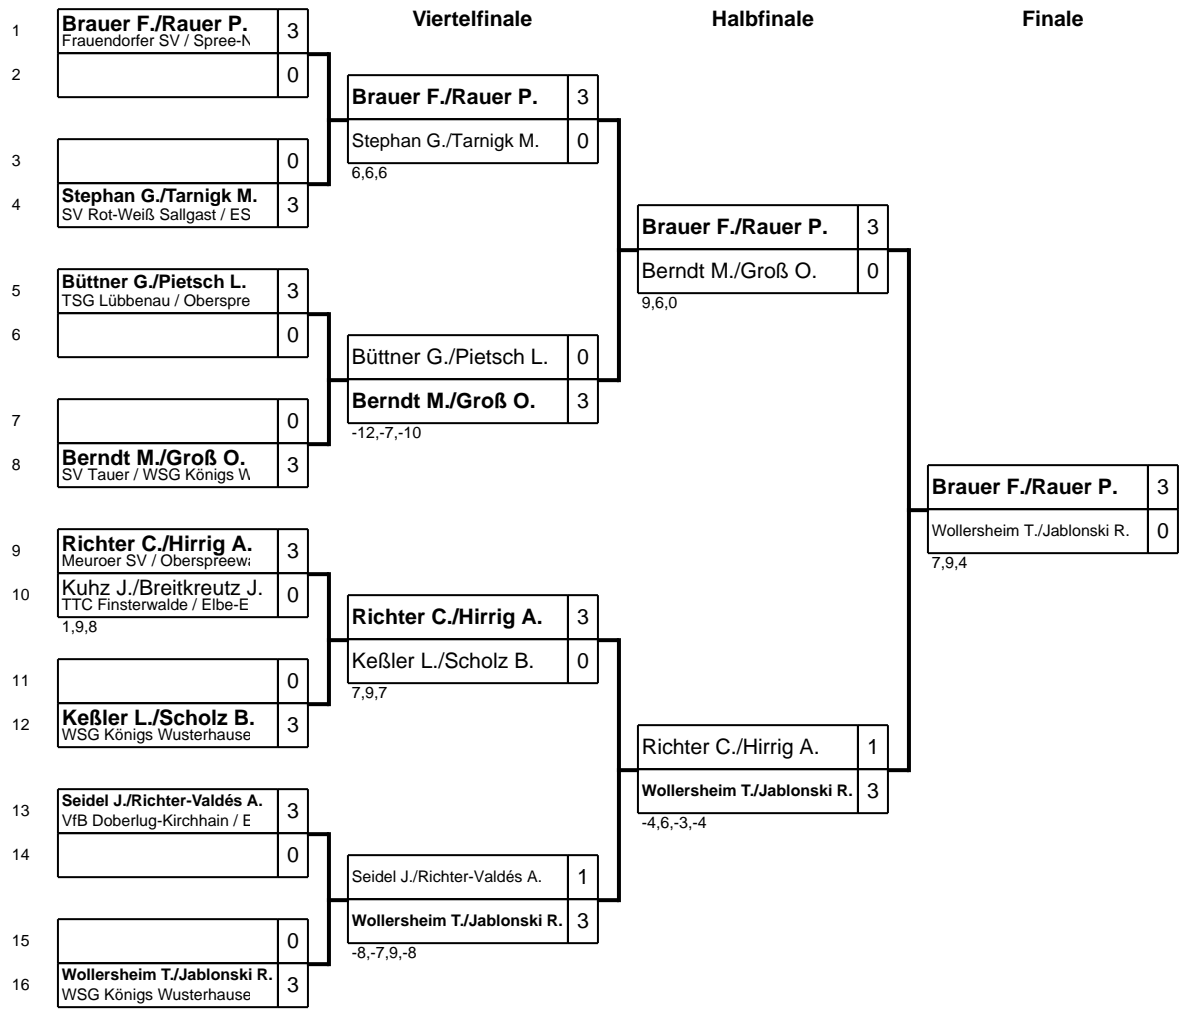 Viertelfinale
Halbfinale
Finale
1
Brauer F./Rauer P.
3
Frauendorfer SV / Spree-N
2
0
3
0
4
Stephan G./Tarnigk M.
3
SV Rot-Weiß Sallgast / ES
5
Büttner G./Pietsch L.
3
TSG Lübbenau / Oberspre
6
0
7
0
8
Berndt M./Groß O.
3
SV Tauer / WSG Königs W
9
Richter C./Hirrig A.
3
Meuroer SV / Oberspreewa
10
Kuhz J./Breitkreutz J.
0
TTC Finsterwalde / Elbe-E
1,9,8
11
0
12
Keßler L./Scholz B.
3
WSG Königs Wusterhause
13
Seidel J./Richter-Valdés A.
3
VfB Doberlug-Kirchhain / E
14
0
15
0
16
Wollersheim T./Jablonski R.
3
WSG Königs Wusterhause
Brauer F./Rauer P.
3
Stephan G./Tarnigk M.
0
6,6,6
Büttner G./Pietsch L.
0
Berndt M./Groß O.
3
-12,-7,-10
Richter C./Hirrig A.
3
Keßler L./Scholz B.
0
7,9,7
Seidel J./Richter-Valdés A.
1
Wollersheim T./Jablonski R.
3
-8,-7,9,-8
Brauer F./Rauer P.
3
Berndt M./Groß O.
0
9,6,0
Richter C./Hirrig A.
1
Wollersheim T./Jablonski R.
3
-4,6,-3,-4
Brauer F./Rauer P.
3
Wollersheim T./Jablonski R.
0
7,9,4